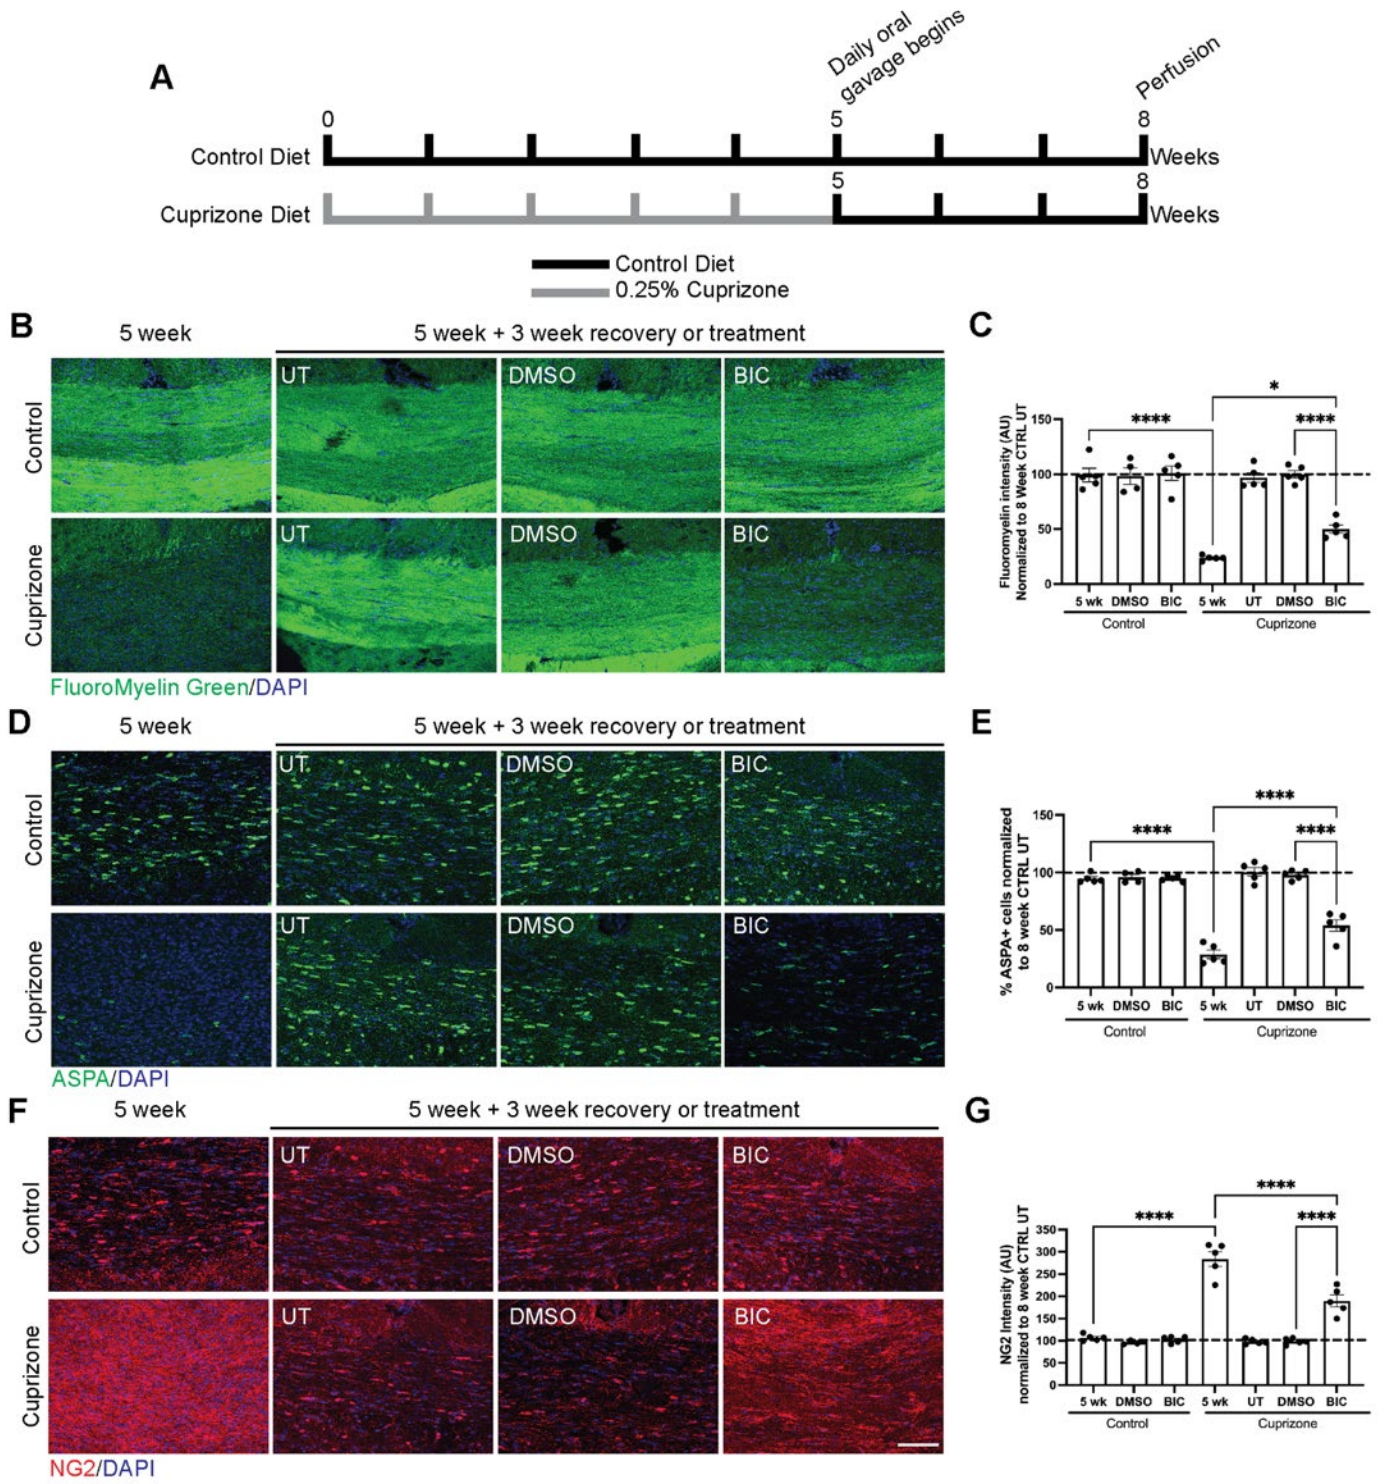 A
Daily oral
gavage begins
Perfusion
0 5 8
Control Diet Weeks
5 8
Cuprizone Diet Weeks
Control Diet
0.25% Cuprizone
B
5 week 5 week + 3 week recovery or treatment
Control
UT DMSO BIC
Cuprizone
UT DMSO BIC
FluoroMyelin Green/DAPI
C
Fluoromyelin intensity (AU)
Normalized to 8 Week CTRL UT
150
100
50
0
****
*
****
5 wk DMSO BIC 5 wk UT DMSO BIC
Control Cuprizone
D
5 week 5 week + 3 week recovery or treatment
Control
UT DMSO BIC
Cuprizone
UT DMSO BIC
ASPA/DAPI
E
% ASPA+ cells normalized
to 8 week CTRL UT
150
100
50
0
****
****
****
5 wk DMSO BIC 5 wk UT DMSO BIC
Control Cuprizone
F
5 week 5 week + 3 week recovery or treatment
Control
UT DMSO BIC
Cuprizone
UT DMSO BIC
NG2/DAPI
G
NG2 Intensity (AU)
normalized to 8 week CTRL UT
350
300
250
200
150
100
50
0
****
****
****
5 wk DMSO BIC 5 wk UT DMSO BIC
Control Cuprizone